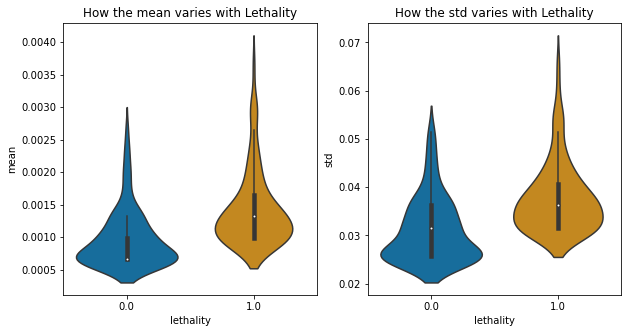 How the mean varies with Lethality
mean
0.0040
0.0035
0.0030
0.0025
0.0020
0.0015
0.0010
0.0005
0.0 1.0
lethality
How the std varies with Lethality
std
0.07
0.06
0.05
0.04
0.03
0.02
0.0 1.0
lethality